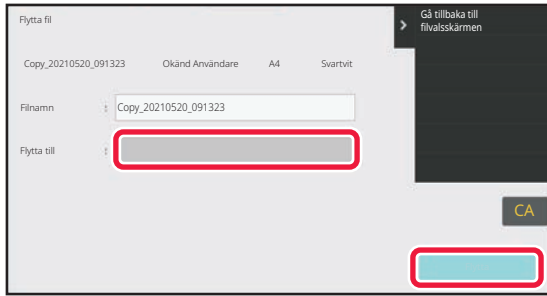 Flytta fil
Gå tillbaka till
filvalsskärmen
Copy_20210520_091323 Okänd Användare A4 Svartvit
Filnamn : Copy_20210520_091323
Flytta till :
CA